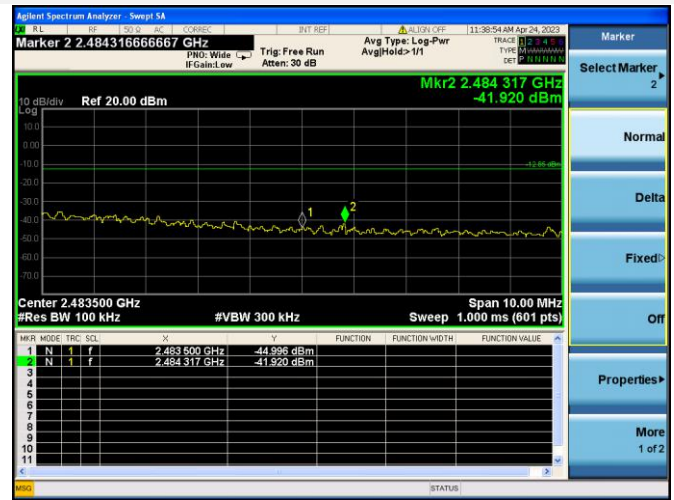 Agilent Spectrum Analyzer - Swept SA
RL RF 50 Ω AC CORREC INT REF ALIGN OFF 11:38:54 AM Apr 24, 2023
Marker 2 2.484316666667 GHz
PNO: Wide Trig: Free Run Avg Type: Log-Pwr TRACE 1 2 3 4 5 6
IFGain:Low Atten: 30 dB Avg|Hold:>1/1 TYPE
DET P N N N N N
Mkr2 2.484 317 GHz
10 dB/div Ref 20.00 dBm -41.920 dBm
Log
10.0
0.00
-10.0
-12.86 dBm
-20.0
-30.0
1 2
-40.0
-50.0
-60.0
-70.0
Center 2.483500 GHz Span 10.00 MHz
#Res BW 100 kHz #VBW 300 kHz Sweep 1.000 ms (601 pts)
MKR MODE TRC SCL X Y FUNCTION FUNCTION WIDTH FUNCTION VALUE
1 N 1 f 2.483 500 GHz -44.996 dBm
2 N 1 f 2.484 317 GHz -41.920 dBm
3
4
5
6
7
8
9
10
11
MSG STATUS
Marker
Select Marker
2
Normal
Delta
Fixed
Off
Properties
More
1 of 2